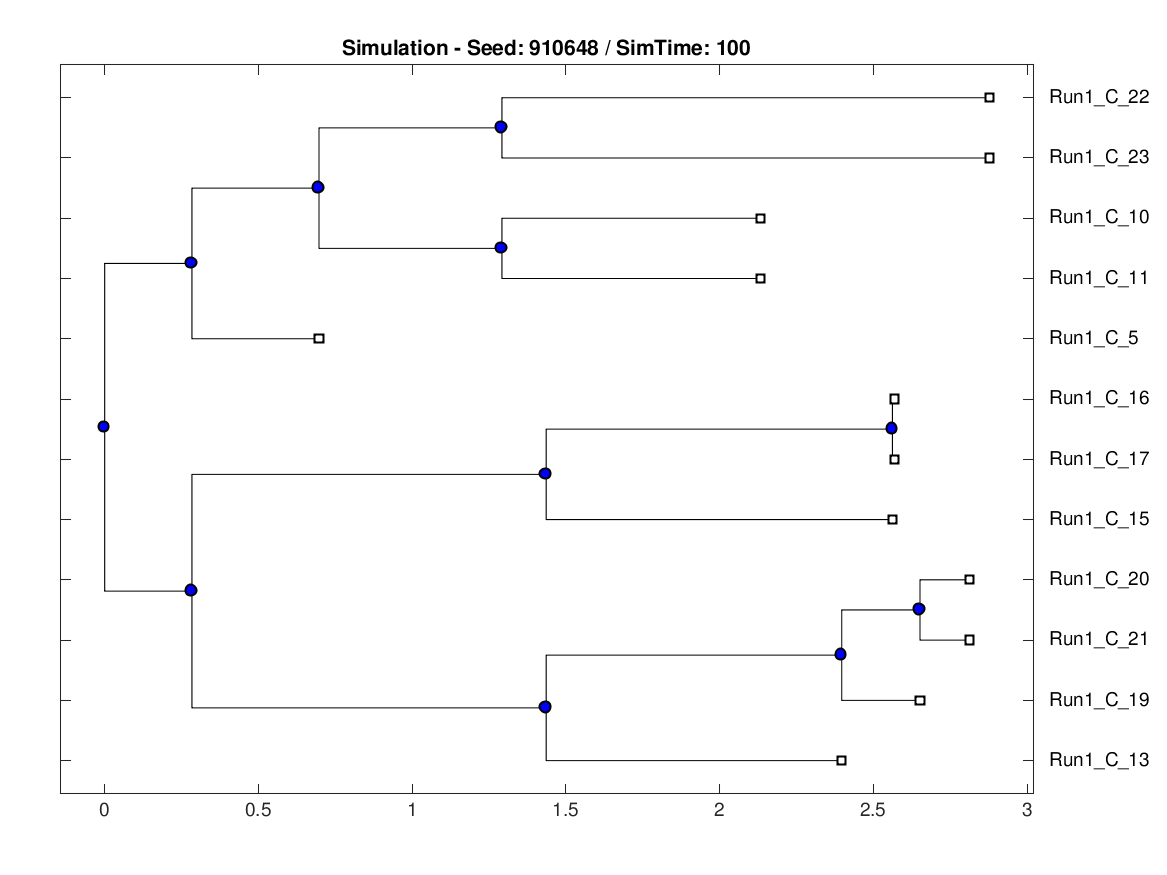 Simulation - Seed: 910648 / SimTime: 100
Run1_C_22
Run1_C_23
Run1_C_10
Run1_C_11
Run1_C_5
Run1_C_16
Run1_C_17
Run1_C_15
Run1_C_20
Run1_C_21
Run1_C_19
Run1_C_13
0 0.5 1 1.5 2 2.5 3